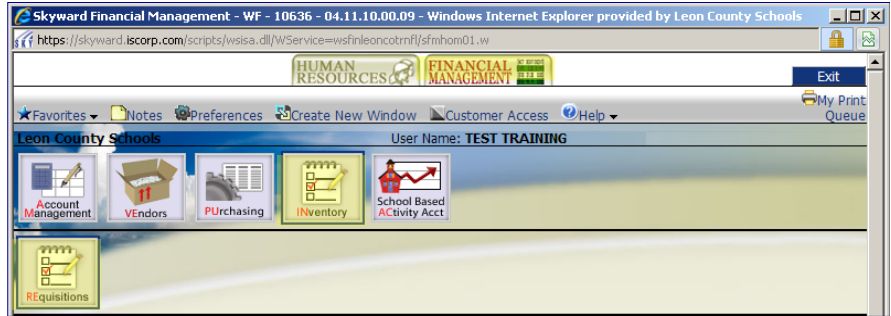 Skyward Financial Management - WF - 10636 - 04.11.10.00.09 - Windows Internet Explorer provided by Leon County Schools
https://skyward.iscorp.com/scripts/wsisa.dll/WService=wsfinleoncotrnfl/sfmhom01.w
HUMAN RESOURCES
FINANCIAL MANAGEMENT
Exit
Favorites Notes Preferences Create New Window Customer Access Help
My Print Queue
Leon County Schools User Name: TEST TRAINING
Account Management
VEndors
PUrchasing
INventory
School Based ACtivity Acct
REquisitions